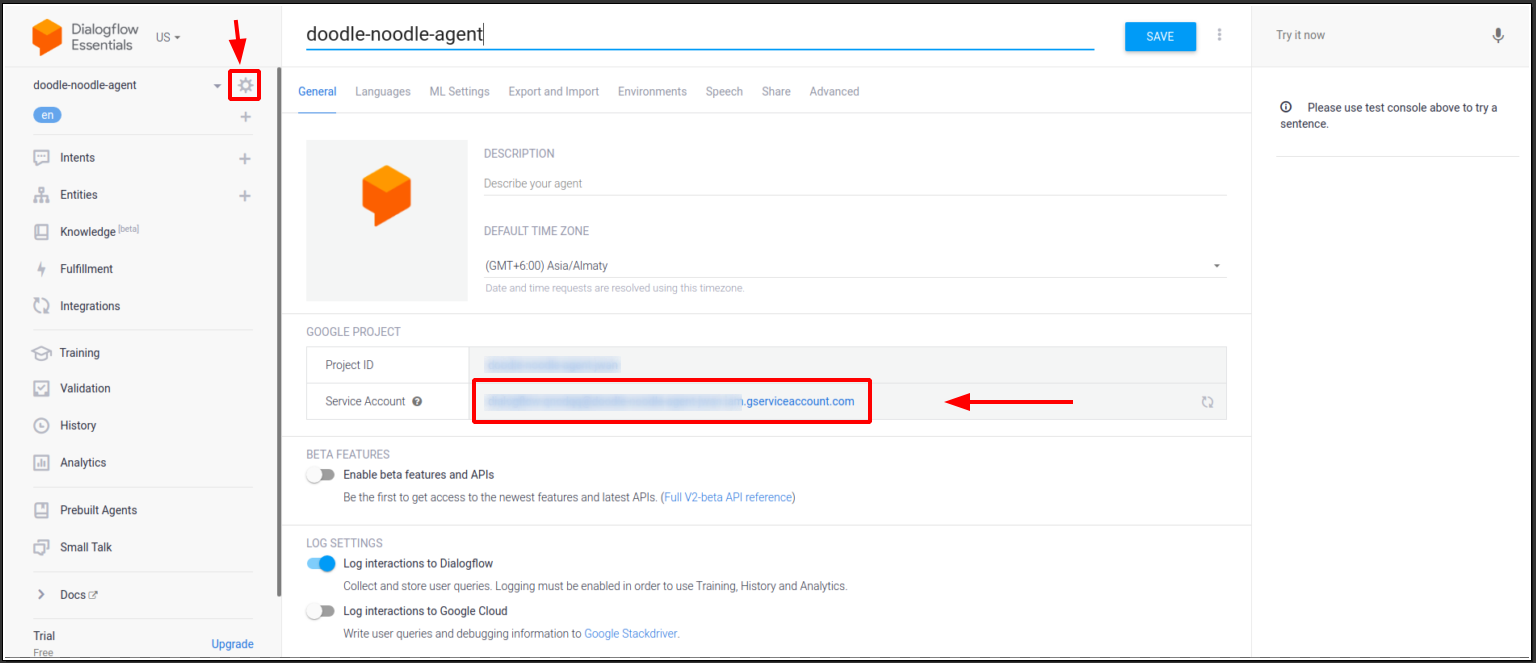 Dialogflow
Essentials
US
doodle-noodle-agent
en
Intents
Entities
Knowledge [beta]
Fulfillment
Integrations
Training
Validation
History
Analytics
Prebuilt Agents
Small Talk
Docs
Trial
Free
Upgrade
doodle-noodle-agent
SAVE
General Languages ML Settings Export and Import Environments Speech Share Advanced
DESCRIPTION
Describe your agent
DEFAULT TIME ZONE
(GMT+6:00) Asia/Almaty
Date and time requests are resolved using this timezone.
GOOGLE PROJECT
Project ID
Service Account .gserviceaccount.com
BETA FEATURES
Enable beta features and APIs
Be the first to get access to the newest features and latest APIs. (Full V2-beta API reference)
LOG SETTINGS
Log interactions to Dialogflow
Collect and store user queries. Logging must be enabled in order to use Training, History and Analytics.
Log interactions to Google Cloud
Write user queries and debugging information to Google Stackdriver.
Try it now
Please use test console above to try a
sentence.